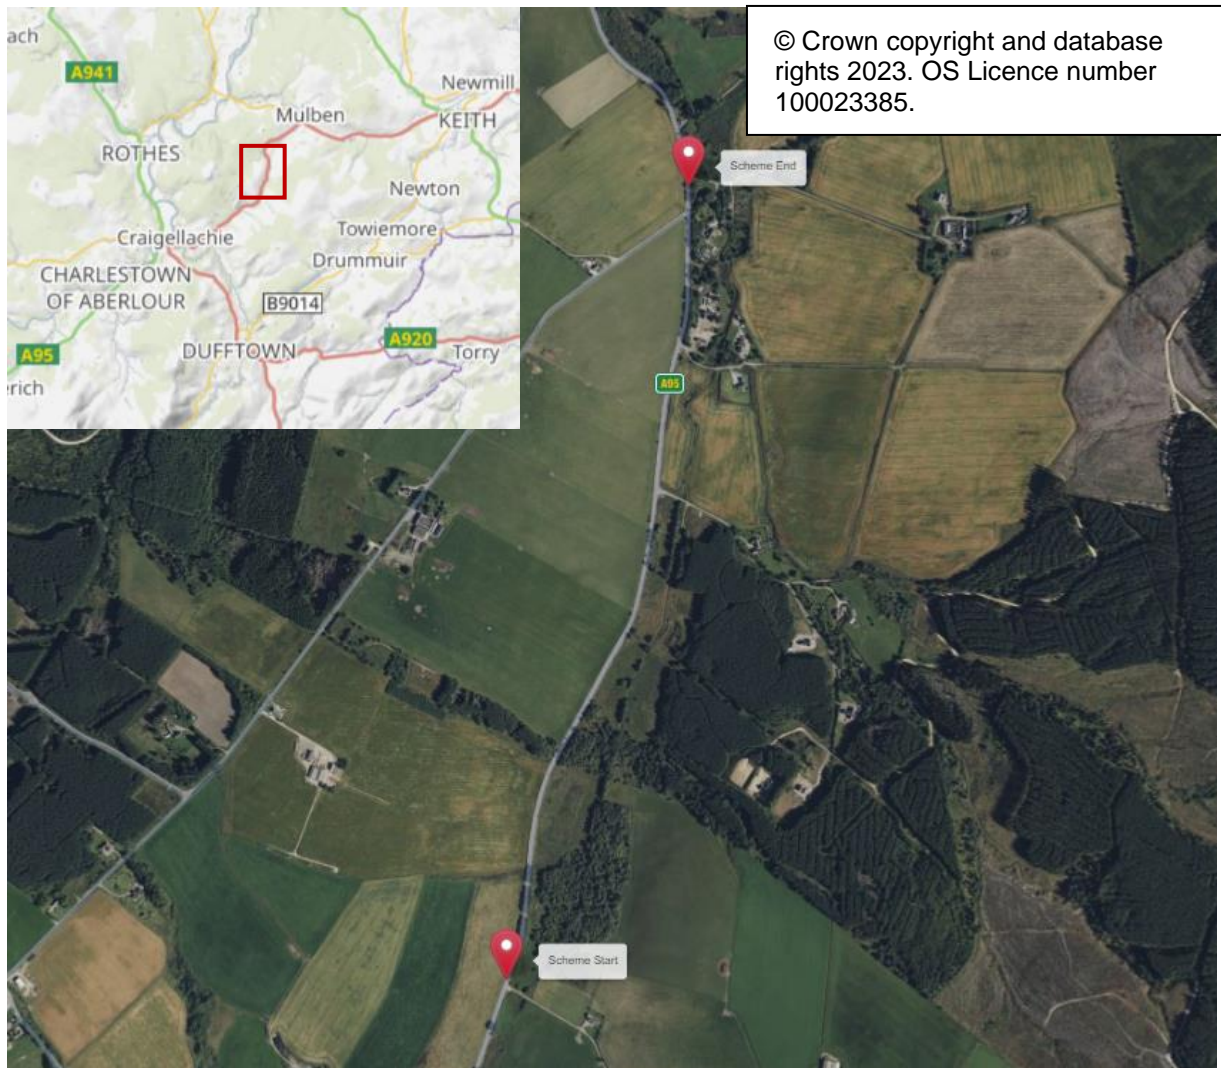 © Crown copyright and database
rights 2023. OS Licence number
100023385.
ach
A941
Newmill
Mulben
KEITH
ROTHES
Newton
Craigellachie
Towiemore
Drummuir
CHARLESTOWN
OF ABERLOUR
B9014
DUFFTOWN
A920
A95
Torry
erich
Scheme End
A95
Scheme Start